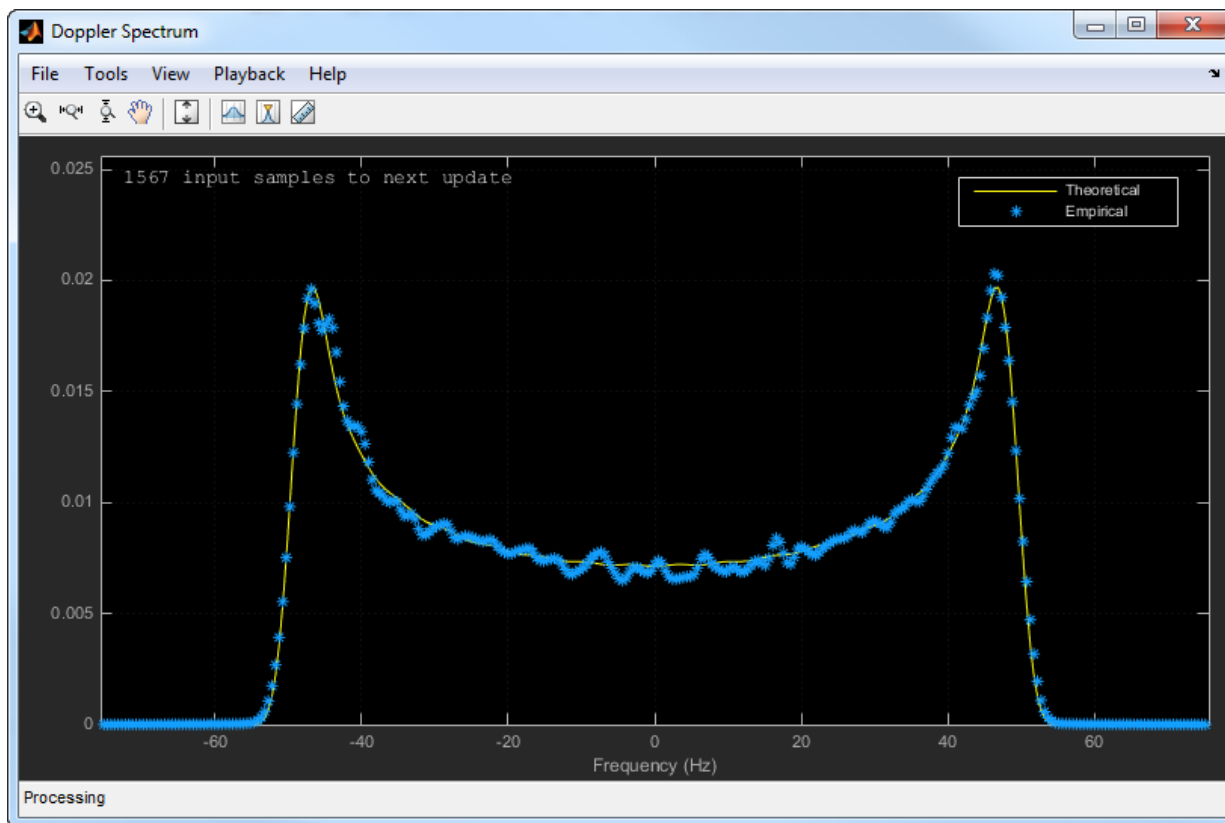 Doppler Spectrum
File Tools View Playback Help
0.025
1567 input samples to next update
Theoretical
Empirical
0.02
0.015
0.01
0.005
0
-60 -40 -20 0 20 40 60
Frequency (Hz)
Processing